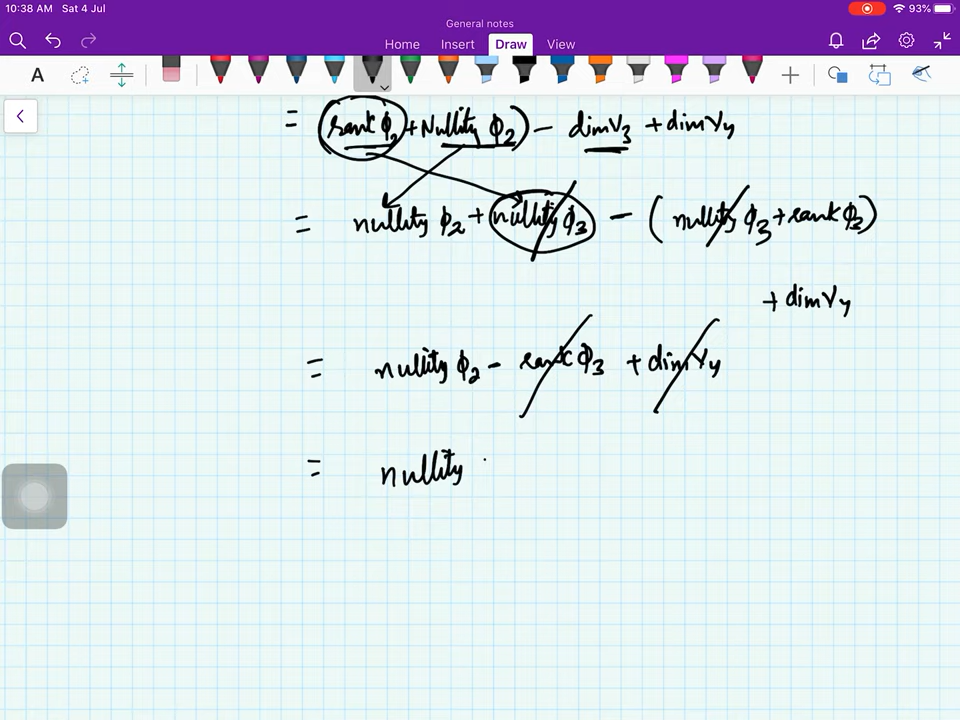 10:38 AM Sat 4 Jul
93%
General notes
Home Insert Draw View
A
= (rank ϕ2 + Nullity ϕ2) − dim V3 + dim V4
= nullity ϕ2 + nullity ϕ3 − (nullity ϕ3 + rank ϕ3)
+ dim V4
= nullity ϕ2 − rank ϕ3 + dim V4
= nullity